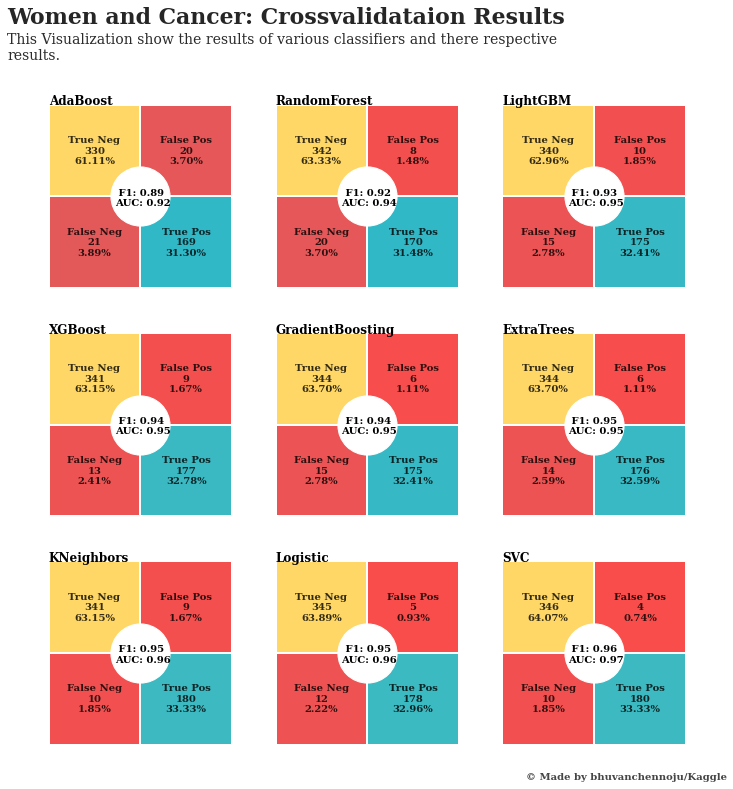 Women and Cancer: Crossvalidataion Results
This Visualization show the results of various classifiers and there respective
results.
AdaBoost
True Neg
330
61.11%
False Pos
20
3.70%
F1: 0.89
AUC: 0.92
False Neg
21
3.89%
True Pos
169
31.30%
RandomForest
True Neg
342
63.33%
False Pos
8
1.48%
F1: 0.92
AUC: 0.94
False Neg
20
3.70%
True Pos
170
31.48%
LightGBM
True Neg
340
62.96%
False Pos
10
1.85%
F1: 0.93
AUC: 0.95
False Neg
15
2.78%
True Pos
175
32.41%
XGBoost
True Neg
341
63.15%
False Pos
9
1.67%
F1: 0.94
AUC: 0.95
False Neg
13
2.41%
True Pos
177
32.78%
GradientBoosting
True Neg
344
63.70%
False Pos
6
1.11%
F1: 0.94
AUC: 0.95
False Neg
15
2.78%
True Pos
175
32.41%
ExtraTrees
True Neg
344
63.70%
False Pos
6
1.11%
F1: 0.95
AUC: 0.95
False Neg
14
2.59%
True Pos
176
32.59%
KNeighbors
True Neg
341
63.15%
False Pos
9
1.67%
F1: 0.95
AUC: 0.96
False Neg
10
1.85%
True Pos
180
33.33%
Logistic
True Neg
345
63.89%
False Pos
5
0.93%
F1: 0.95
AUC: 0.96
False Neg
12
2.22%
True Pos
178
32.96%
SVC
True Neg
346
64.07%
False Pos
4
0.74%
F1: 0.96
AUC: 0.97
False Neg
10
1.85%
True Pos
180
33.33%
© Made by bhuvanchennoju/Kaggle